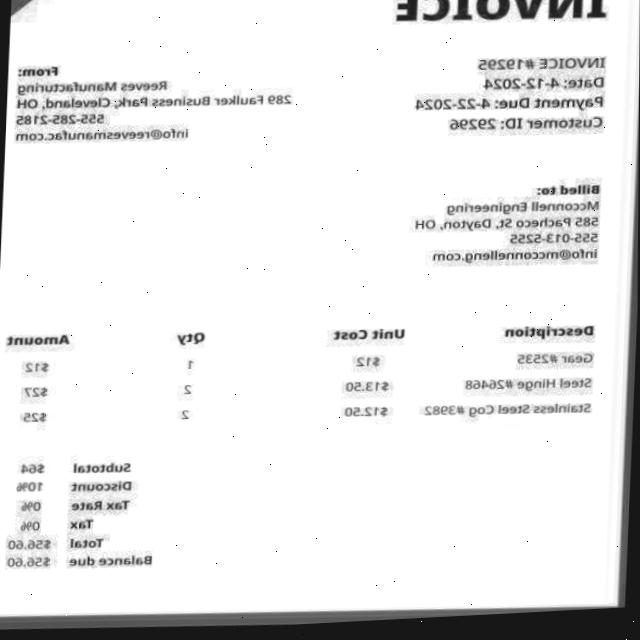 INVOICE
INVOICE #19295
Date: 4-12-2024
Payment Due: 4-22-2024
Customer ID: 29296
From:
Reeves Manufacturing
289 Faulker Business Park; Cleveland, OH
555-285-2185
info@reevesmanufac.com
Billed to:
Mcconnell Engineering
585 Pacheco St, Dayton, OH
555-013-5255
info@mcconnelleng.com
Description Unit Cost Qty Amount
Gear #2535 $12 1 $12
Steel Hinge #26468 $13.50 2 $27
Stainless Steel Cog #3982 $12.50 2 $25
Subtotal $64
Discount 10%
Tax Rate 0%
Tax 0%
Total $56.60
Balance due $56.60